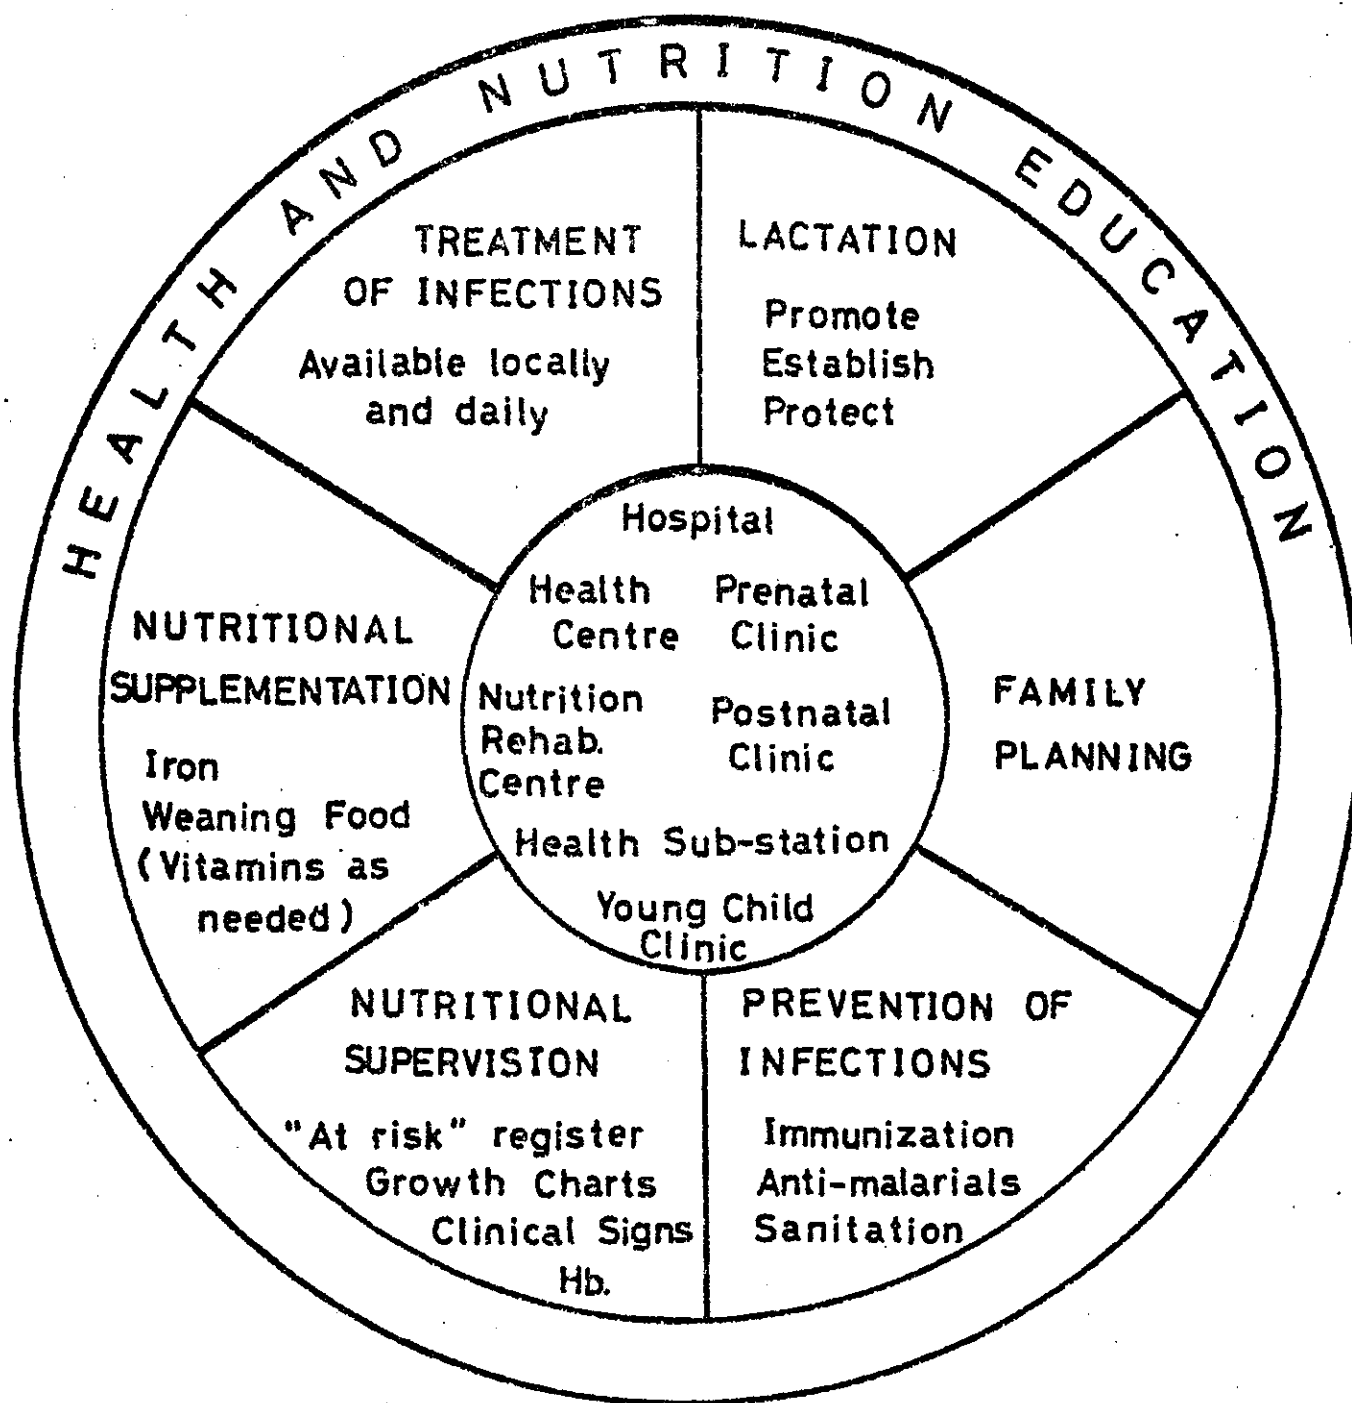 HEALTH AND NUTRITION EDUCATION
TREATMENT
OF INFECTIONS
Available locally
and daily
LACTATION
Promote
Establish
Protect
FAMILY
PLANNING
PREVENTION OF
INFECTIONS
Immunization
Anti-malarials
Sanitation
NUTRITIONAL
SUPERVISION
"At risk" register
Growth Charts
Clinical Signs
Hb.
NUTRITIONAL
SUPPLEMENTATION
Iron
Weaning Food
(Vitamins as
needed)
Hospital
Health
Centre
Prenatal
Clinic
Nutrition
Rehab.
Centre
Postnatal
Clinic
Health Sub-station
Young Child
Clinic